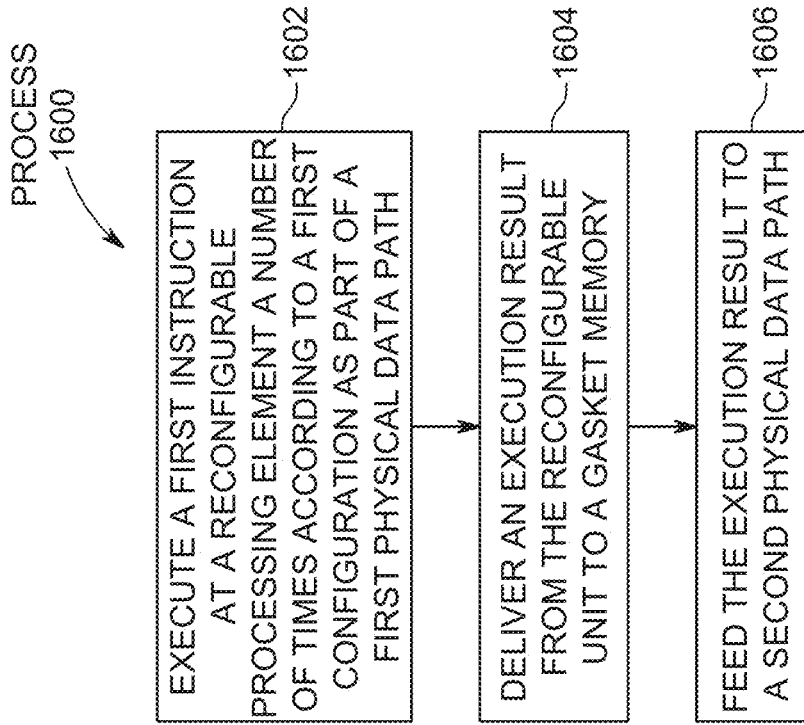 PROCESS
1600
EXECUTE A FIRST INSTRUCTION
AT A RECONFIGURABLE
PROCESSING ELEMENT A NUMBER
OF TIMES ACCORDING TO A FIRST
CONFIGURATION AS PART OF A
FIRST PHYSICAL DATA PATH
1602
DELIVER AN EXECUTION RESULT
FROM THE RECONFIGURABLE
UNIT TO A GASKET MEMORY
1604
FEED THE EXECUTION RESULT TO
A SECOND PHYSICAL DATA PATH
1606